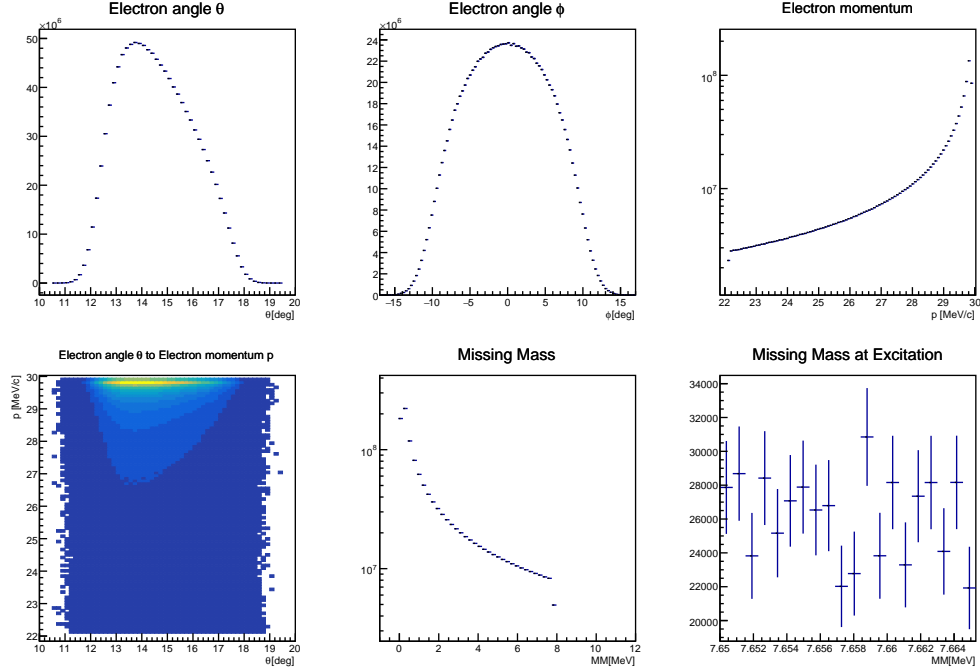 Electron angle θ
×10⁶
50
40
30
20
10
0
10 11 12 13 14 15 16 17 18 19 20
θ[deg]
Electron angle ϕ
×10⁶
24
22
20
18
16
14
12
10
8
6
4
2
0
−15 −10 −5 0 5 10 15
ϕ[deg]
Electron momentum
10⁸
10⁷
22 23 24 25 26 27 28 29 30
p [MeV/c]
Electron angle θ to Electron momentum p
p [MeV/c]
30
29
28
27
26
25
24
23
22
10 11 12 13 14 15 16 17 18 19 20
θ[deg]
Missing Mass
10⁸
10⁷
−2 0 2 4 6 8 10 12
MM[MeV]
Missing Mass at Excitation
34000
32000
30000
28000
26000
24000
22000
20000
7.65 7.652 7.654 7.656 7.658 7.66 7.662 7.664
MM[MeV]